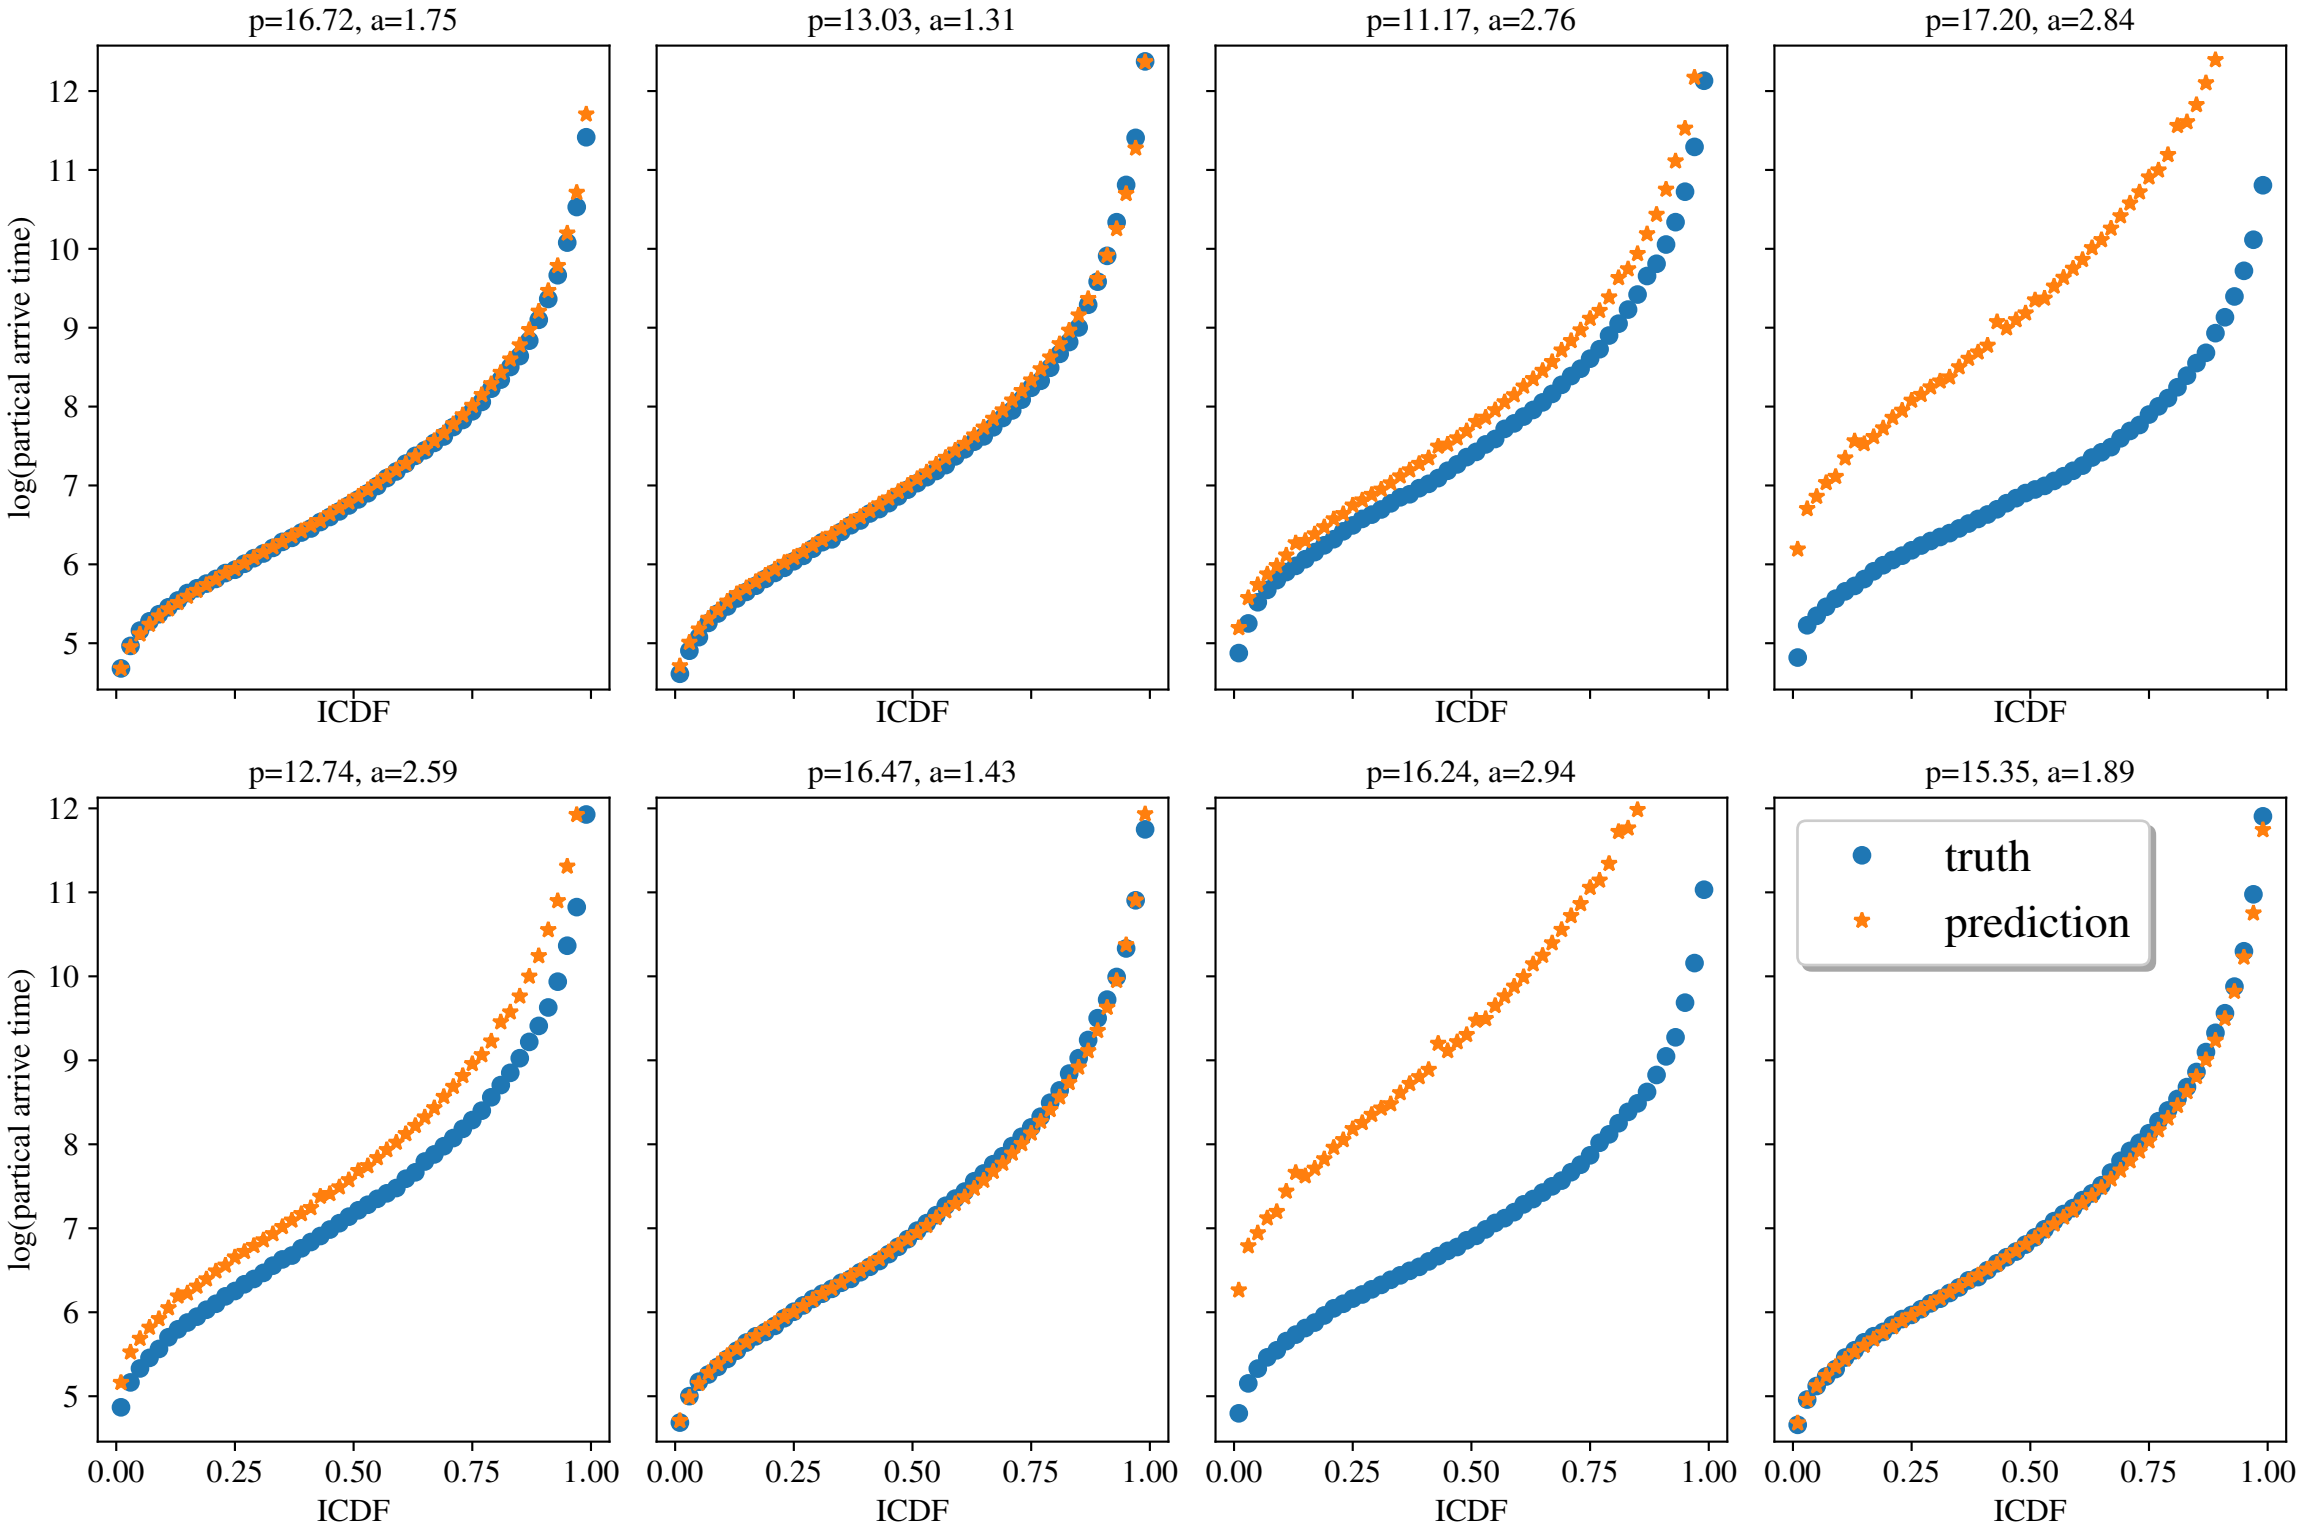 p=16.72, a=1.75
p=13.03, a=1.31
p=11.17, a=2.76
p=17.20, a=2.84
12
11
10
9
8
7
6
5
log(partical arrive time)
ICDF
ICDF
ICDF
ICDF
p=12.74, a=2.59
p=16.47, a=1.43
p=16.24, a=2.94
p=15.35, a=1.89
12
11
10
9
8
7
6
5
log(partical arrive time)
truth
prediction
0.00 0.25 0.50 0.75 1.00
0.00 0.25 0.50 0.75 1.00
0.00 0.25 0.50 0.75 1.00
0.00 0.25 0.50 0.75 1.00
ICDF
ICDF
ICDF
ICDF